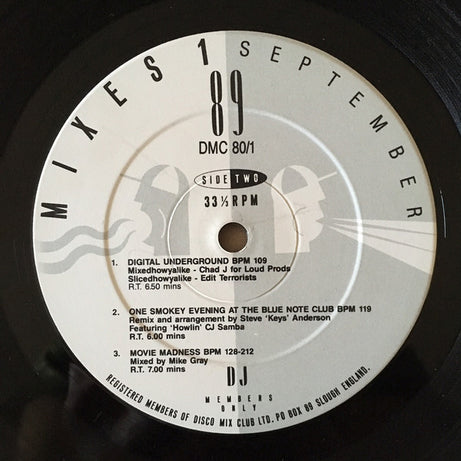 MIXES 1 SEPTEMBER
89
DMC 80/1
SIDE TWO
33⅓ RPM
1. DIGITAL UNDERGROUND BPM 109
Mixedhowyalike - Chad J for Loud Prods
Slicedhowyalike - Edit Terrorists
R.T. 6.50 mins
2. ONE SMOKEY EVENING AT THE BLUE NOTE CLUB BPM 119
Remix and arrangement by Steve 'Keys' Anderson
Featuring 'Howlin' CJ Samba
R.T. 6.00 mins
3. MOVIE MADNESS BPM 128-212
Mixed by Mike Gray
R.T. 7.00 mins
DJ
MEMBERS
ONLY
REGISTERED MEMBERS OF DISCO MIX CLUB LTD. PO BOX 89 SLOUGH ENGLAND.